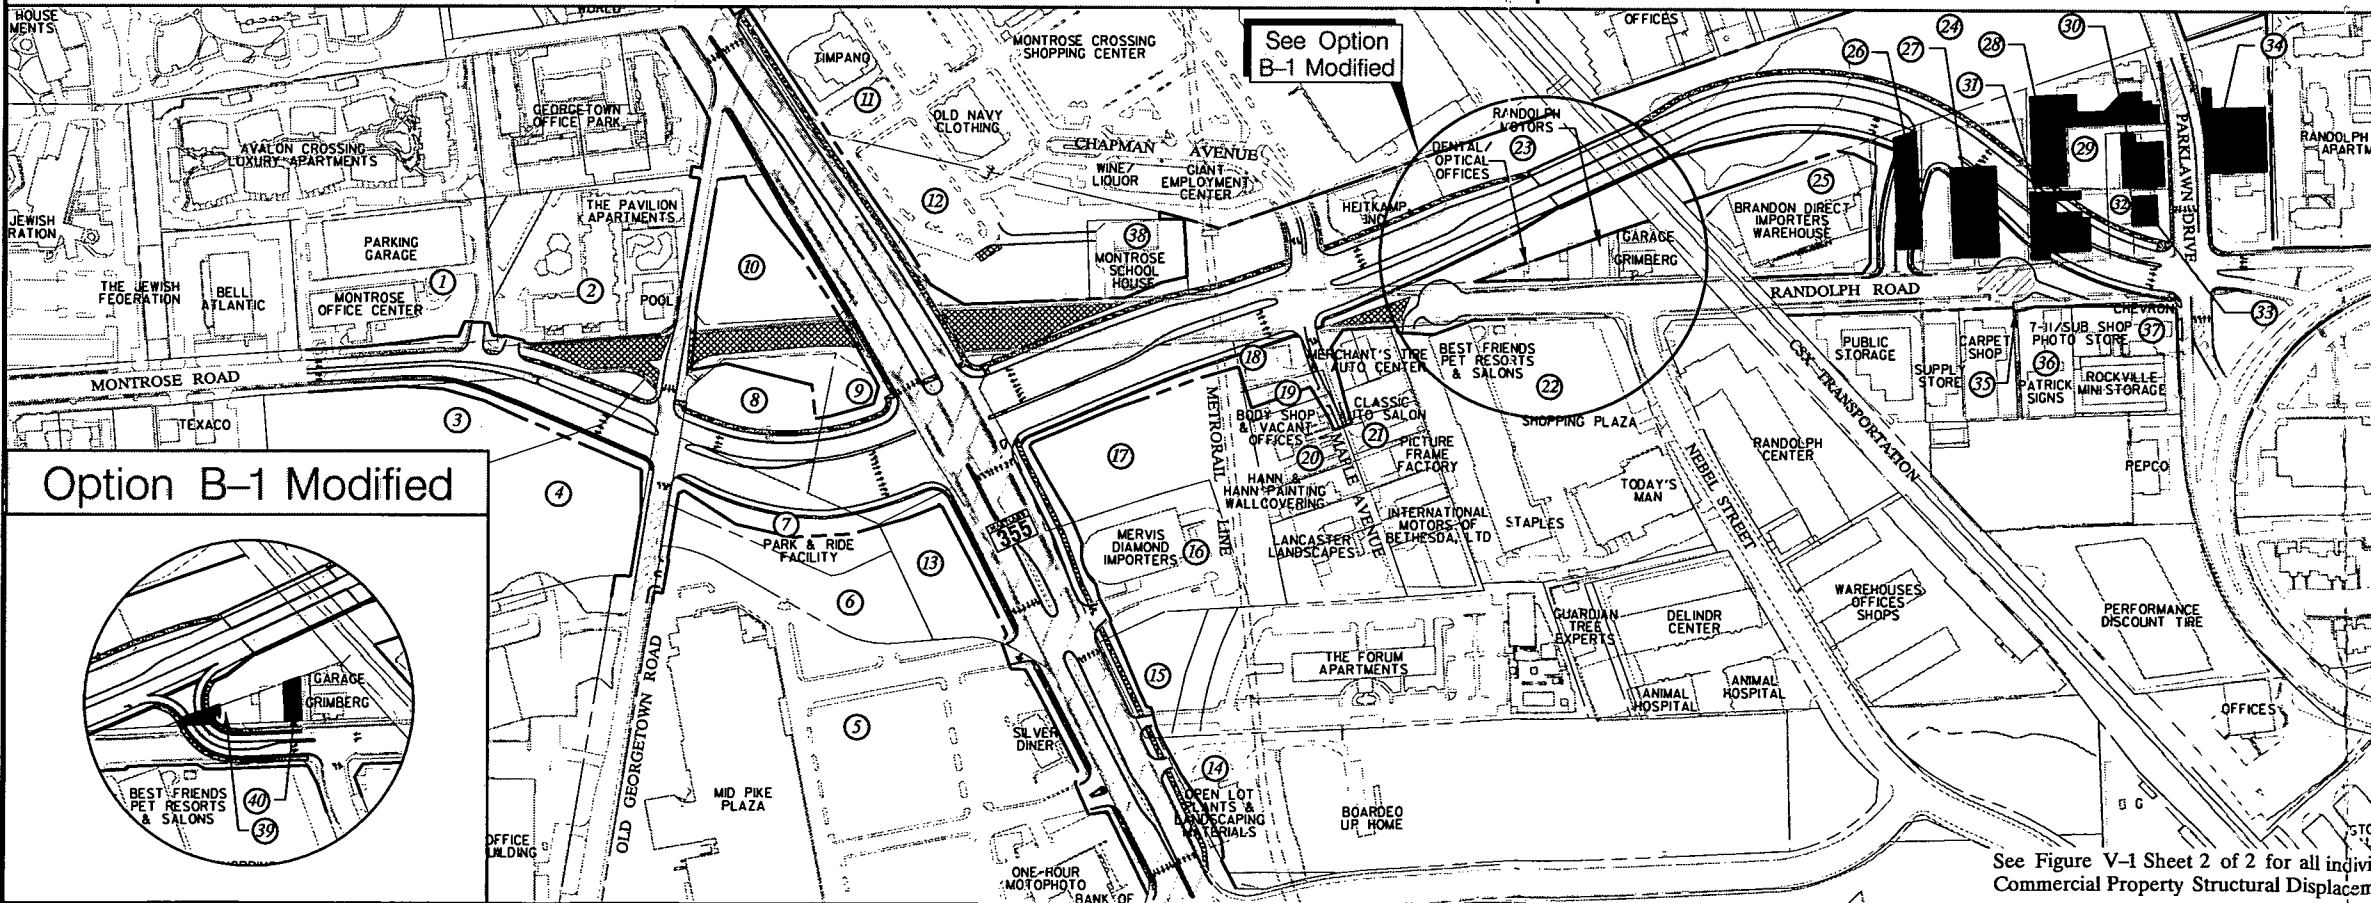 HOUSE
MENTS
WORLD
TIMPANO
MONTROSE CROSSING
SHOPPING CENTER
See Option
B–1 Modified
OFFICES
24
30
26
27
28
34
31
11
GEORGETOWN
OFFICE PARK
OLD NAVY
CLOTHING
RANDOLPH
MOTORS
23
AVALON CROSSING
LUXURY APARTMENTS
CHAPMAN AVENUE
DENTAL/
OPTICAL
OFFICES
29
PARKLAWN DRIVE
RANDOLPH
APARTM
WINE/
LIQUOR
GIANT
EMPLOYMENT
CENTER
25
12
HEITKAMP
INC
BRANDON DIRECT
IMPORTERS
WAREHOUSE
32
THE PAVILION
APARTMENTS
JEWISH
RATION
38
MONTROSE
SCHOOL
HOUSE
GARAGE
GRIMBERG
PARKING
GARAGE
10
1
2
POOL
THE JEWISH
FEDERATION
BELL
ATLANTIC
MONTROSE
OFFICE CENTER
RANDOLPH ROAD
CHEVRON
33
MONTROSE ROAD
18
MERCHANT'S TIRE
& AUTO CENTER
BEST FRIENDS
PET RESORTS
& SALONS
22
SHOPPING PLAZA
CSX TRANSPORTATION
PUBLIC
STORAGE
SUPPLY
STORE
CARPET
SHOP
35
7-11/SUB SHOP
PHOTO STORE
37
36
PATRICK
SIGNS
ROCKVILLE
MINI-STORAGE
8
9
3
TEXACO
19
METRORAIL LINE
BODY SHOP
& VACANT
OFFICES
CLASSIC
AUTO SALON
21
20
MAPLE AVENUE
PICTURE
FRAME
FACTORY
17
HANN &
HANN PAINTING
WALLCOVERING
NEBEL STREET
RANDOLPH
CENTER
PEPCO
Option B–1 Modified
4
7
PARK & RIDE
FACILITY
355
MERVIS
DIAMOND
IMPORTERS
16
LANCASTER
LANDSCAPES
INTERNATIONAL
MOTORS OF
BETHESDA, LTD
STAPLES
TODAY'S
MAN
13
6
GUARDIAN
TREE
EXPERTS
DELINDR
CENTER
WAREHOUSES
OFFICES
SHOPS
PERFORMANCE
DISCOUNT TIRE
THE FORUM
APARTMENTS
15
ANIMAL
HOSPITAL
ANIMAL
HOSPITAL
OFFICES
GARAGE
GRIMBERG
OLD GEORGETOWN ROAD
5
SILVER
DINER
14
OPEN LOT
PLANTS &
LANDSCAPING
MATERIALS
BOARDED
UP HOME
MID PIKE
PLAZA
BEST FRIENDS
PET RESORTS
& SALONS
40
39
OFFICE
UILDING
ONE-HOUR
MOTOPHOTO
BANK OF
G G
STO
See Figure V–1 Sheet 2 of 2 for all indivi
Commercial Property Structural Displacem